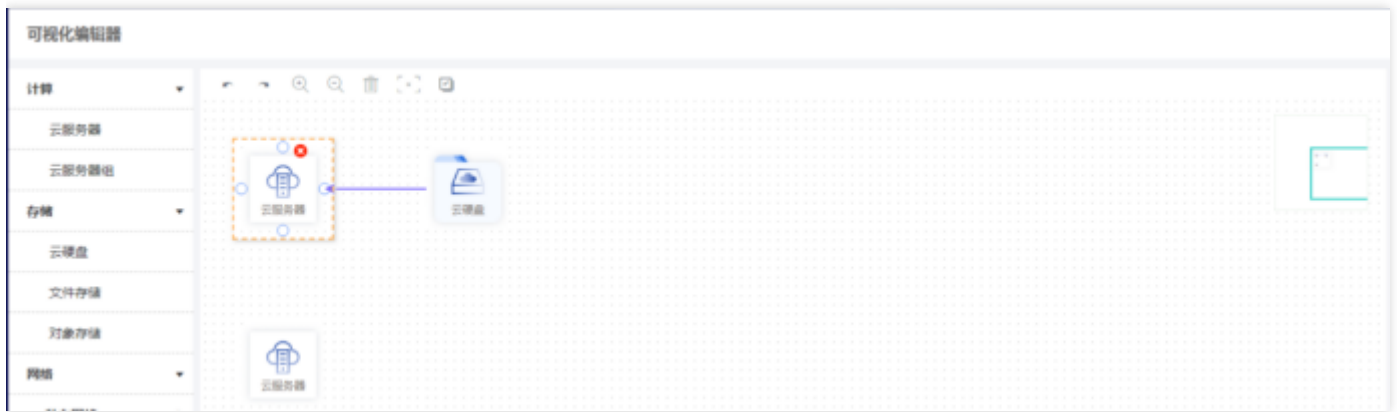 可视化编辑器
计算
云服务器
云服务器组
存储
云硬盘
文件存储
对象存储
网络
云服务器
云硬盘
云服务器